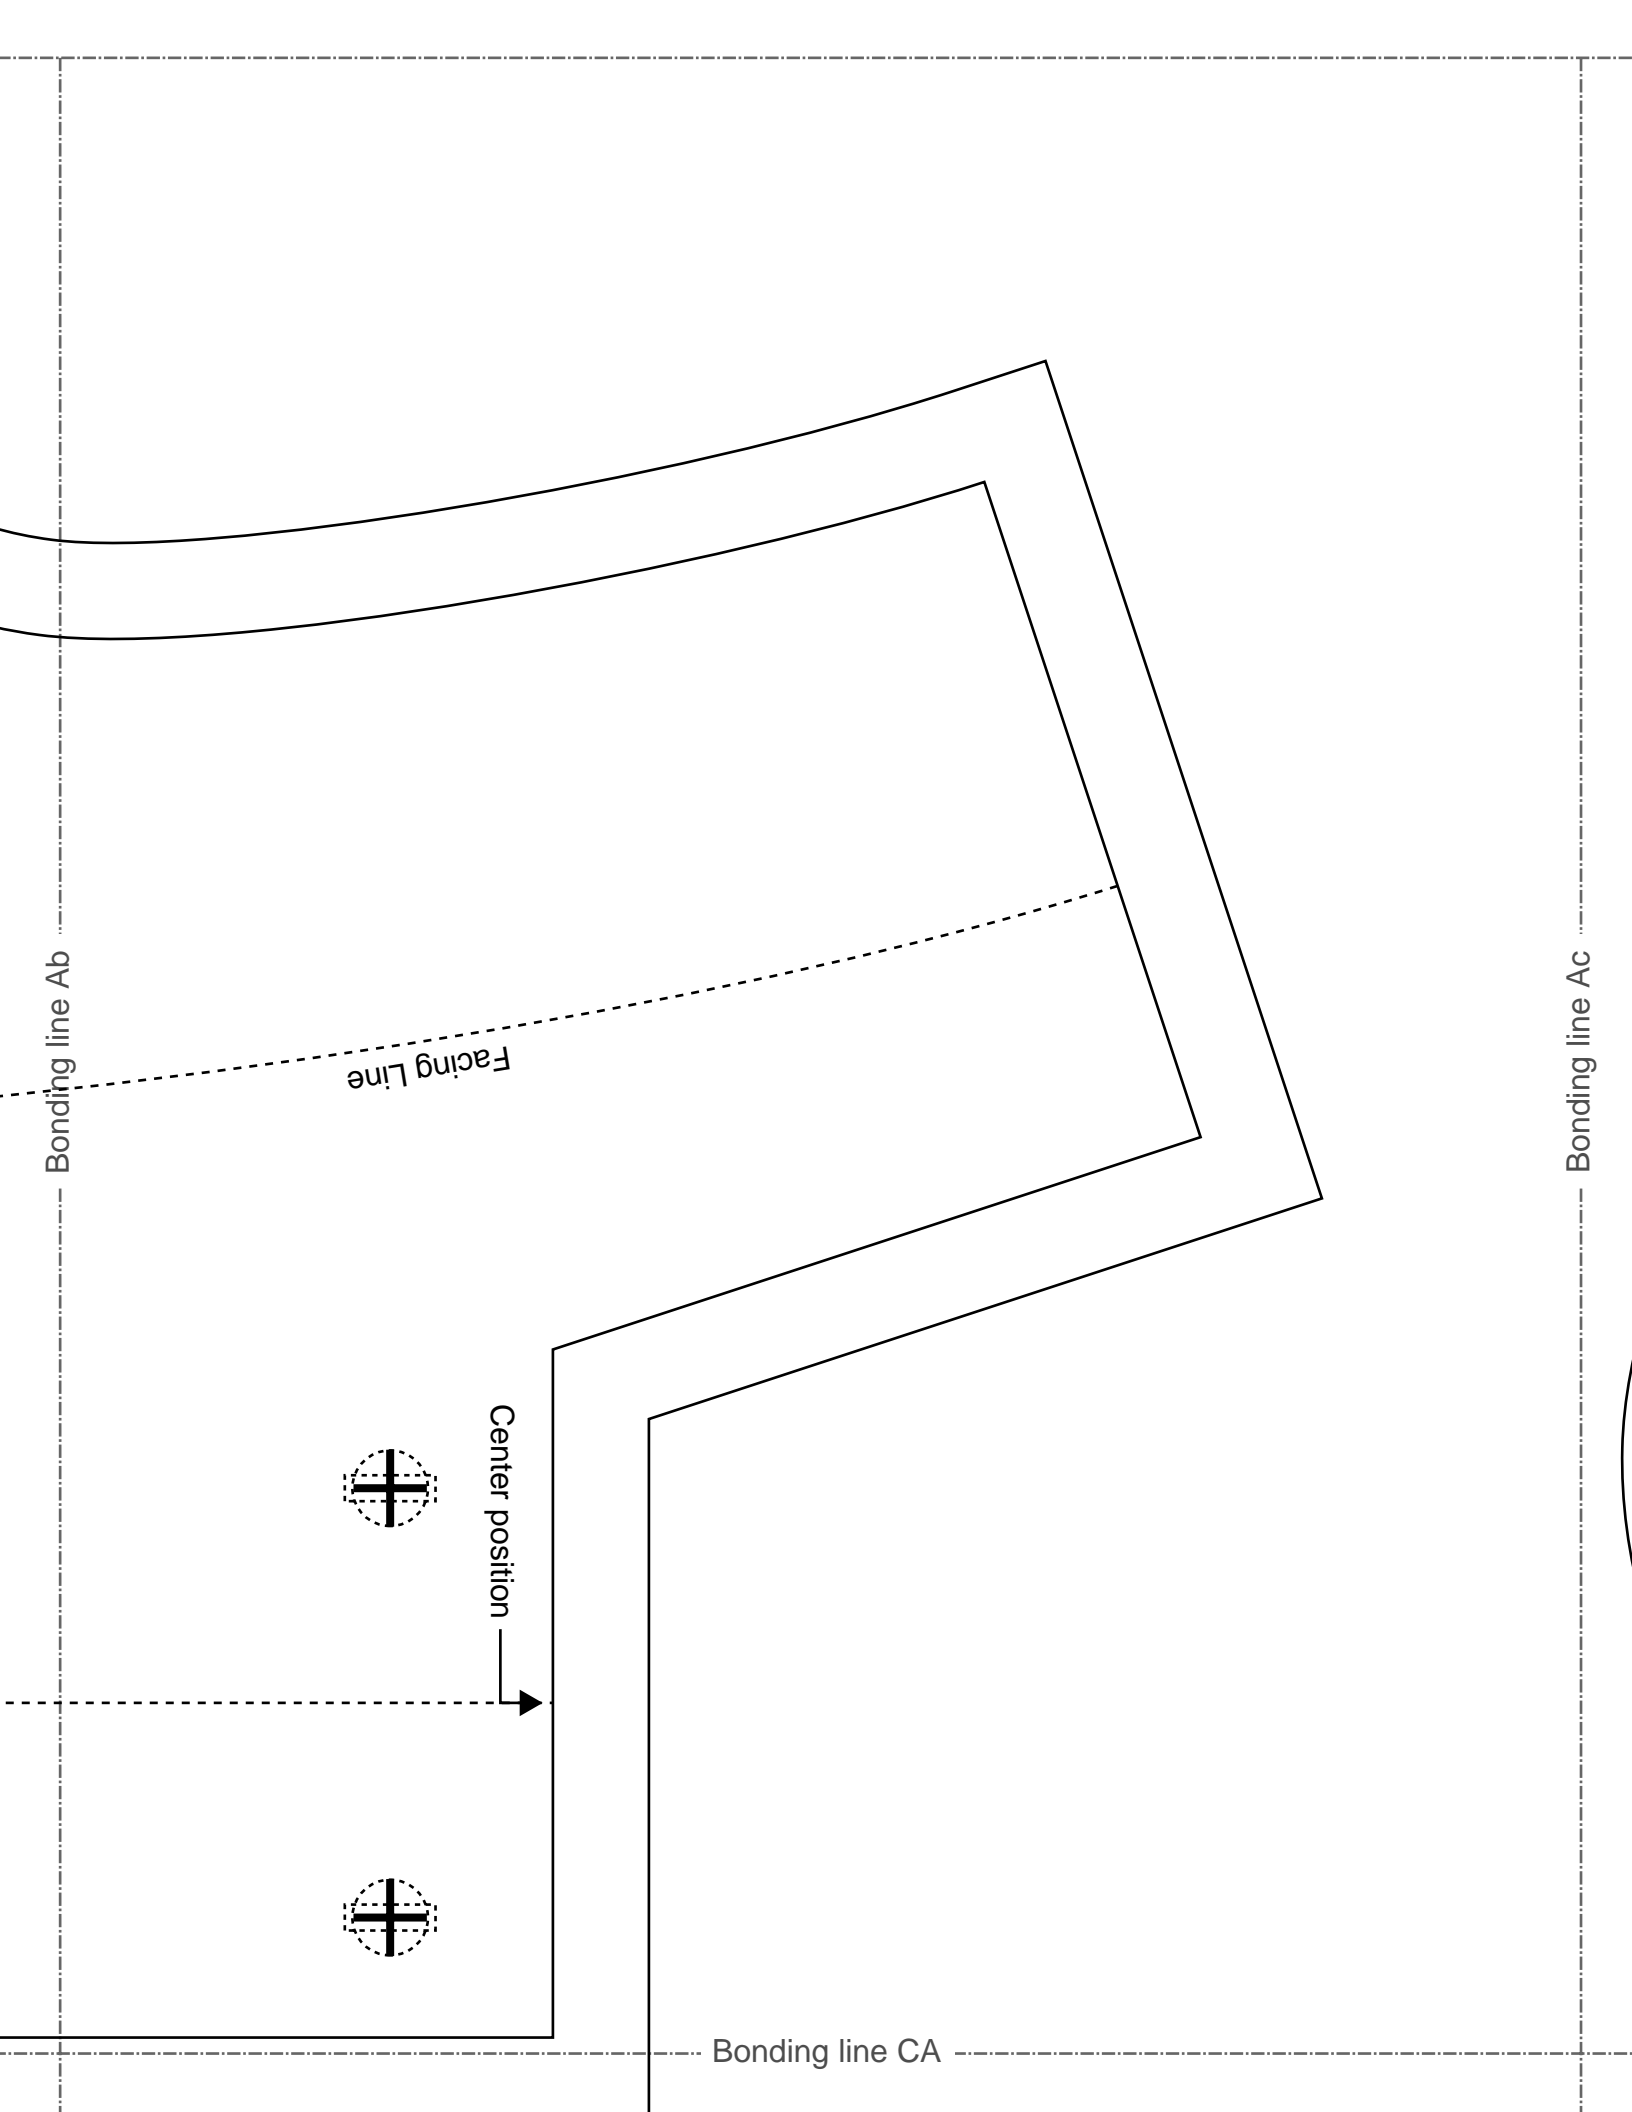 Bonding line Ab
Bonding line Ac
Facing Line
Center position
Bonding line CA